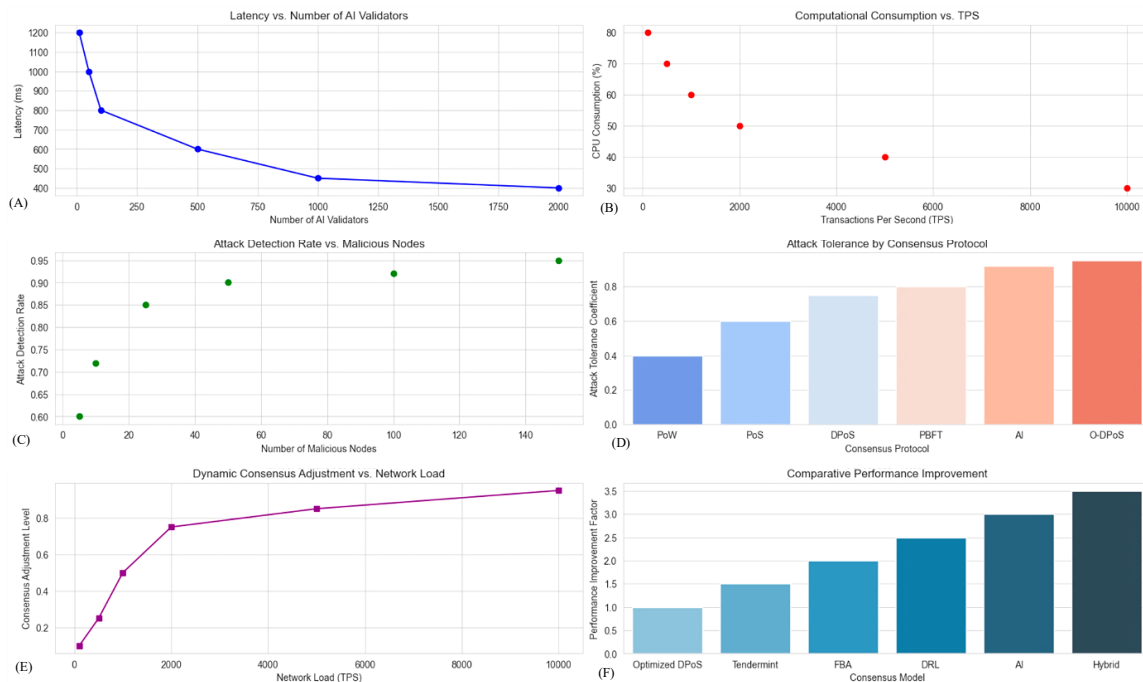 Latency vs. Number of AI Validators
1200
1100
1000
900
800
700
600
500
400
Latency (ms)
0 250 500 750 1000 1250 1500 1750 2000
Number of AI Validators
(A)
Computational Consumption vs. TPS
80
70
60
50
40
30
CPU Consumption (%)
0 2000 4000 6000 8000 10000
Transactions Per Second (TPS)
(B)
Attack Detection Rate vs. Malicious Nodes
0.95
0.90
0.85
0.80
0.75
0.70
0.65
0.60
Attack Detection Rate
0 20 40 60 80 100 120 140
Number of Malicious Nodes
(C)
Attack Tolerance by Consensus Protocol
0.8
0.6
0.4
0.2
0.0
Attack Tolerance Coefficient
PoW PoS DPoS PBFT AI O-DPoS
Consensus Protocol
(D)
Dynamic Consensus Adjustment vs. Network Load
0.8
0.6
0.4
0.2
Consensus Adjustment Level
0 2000 4000 6000 8000 10000
Network Load (TPS)
(E)
Comparative Performance Improvement
3.5
3.0
2.5
2.0
1.5
1.0
0.5
0.0
Performance Improvement Factor
Optimized DPoS Tendermint FBA DRL AI Hybrid
Consensus Model
(F)